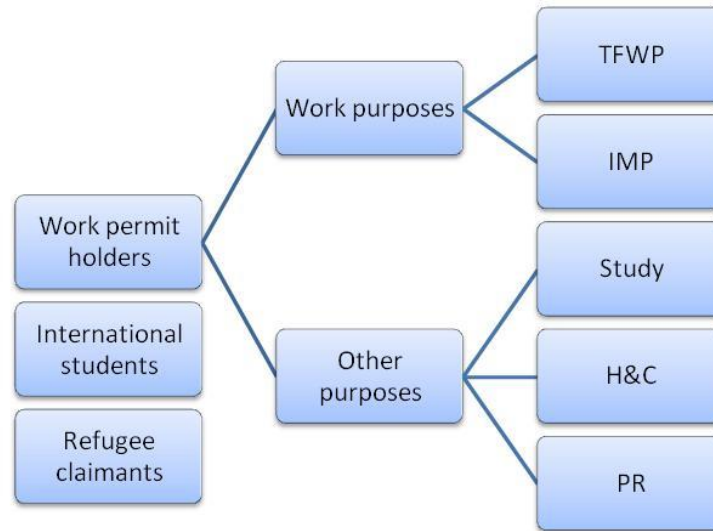 Work permit
holders
International
students
Refugee
claimants
Work purposes
Other
purposes
TFWP
IMP
Study
H&C
PR